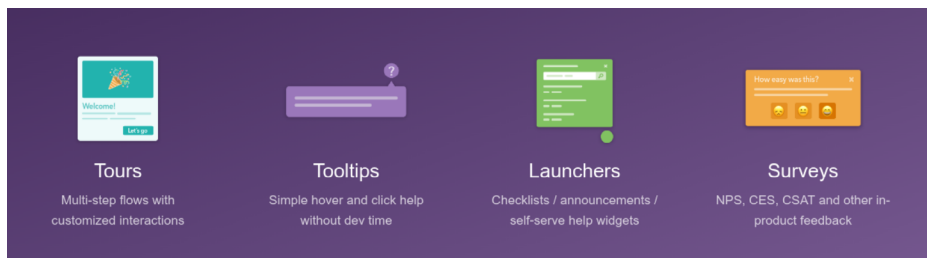 Welcome!
Let's go
?
How easy was this?
Tours
Multi-step flows with
customized interactions
Tooltips
Simple hover and click help
without dev time
Launchers
Checklists / announcements /
self-serve help widgets
Surveys
NPS, CES, CSAT and other in-
product feedback